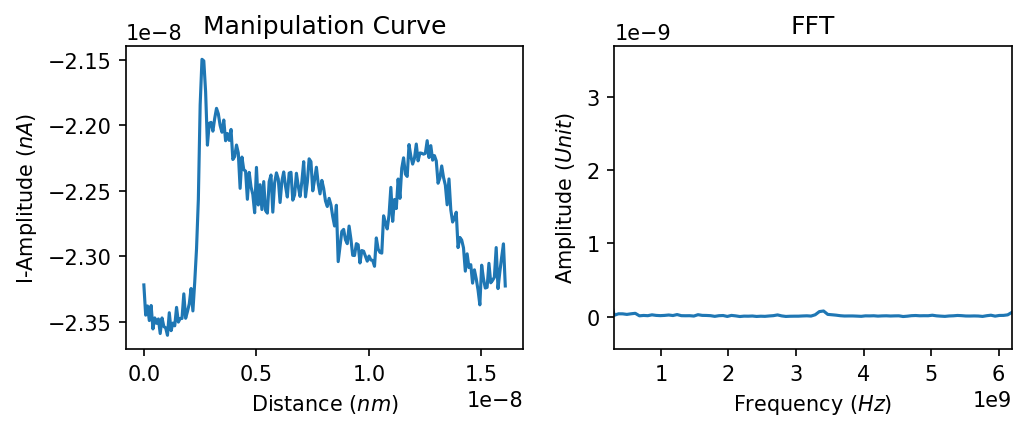 Manipulation Curve
1e−8
−2.15
−2.20
−2.25
−2.30
−2.35
I-Amplitude (nA)
0.0
0.5
1.0
1.5
1e−8
Distance (nm)
FFT
1e−9
3
2
1
0
Amplitude (Unit)
1
2
3
4
5
6
1e9
Frequency (Hz)